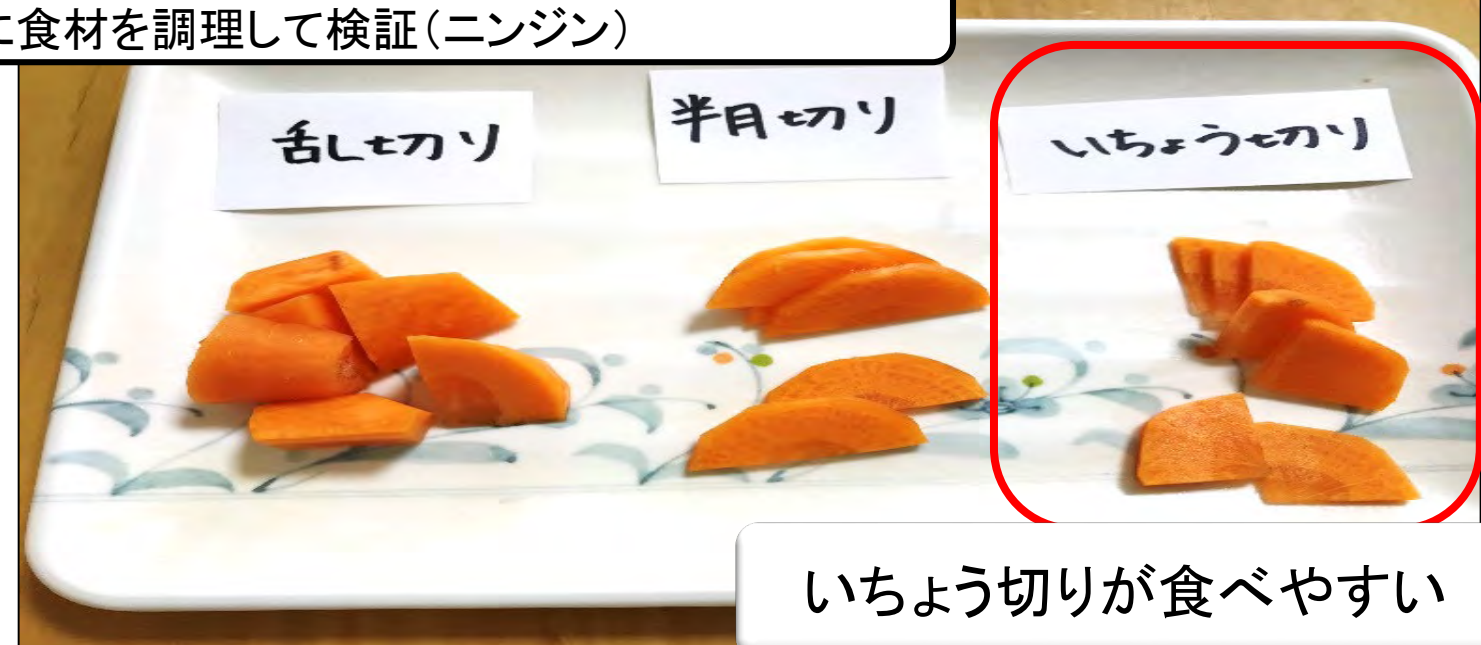 に食材を調理して検証(ニンジン)
乱切り
半月切り
いちょう切り
いちょう切りが食べやすい